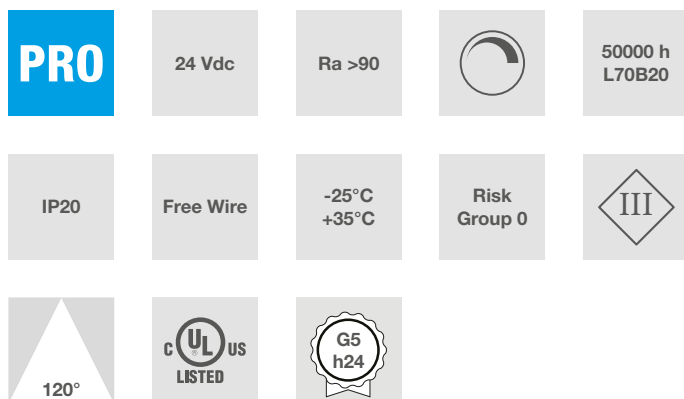 PRO
24 Vdc
Ra >90
50000 h
L70B20
IP20
Free Wire
-25°C
+35°C
Risk
Group 0
III
120°
C UL US
®
LISTED
G5
h24